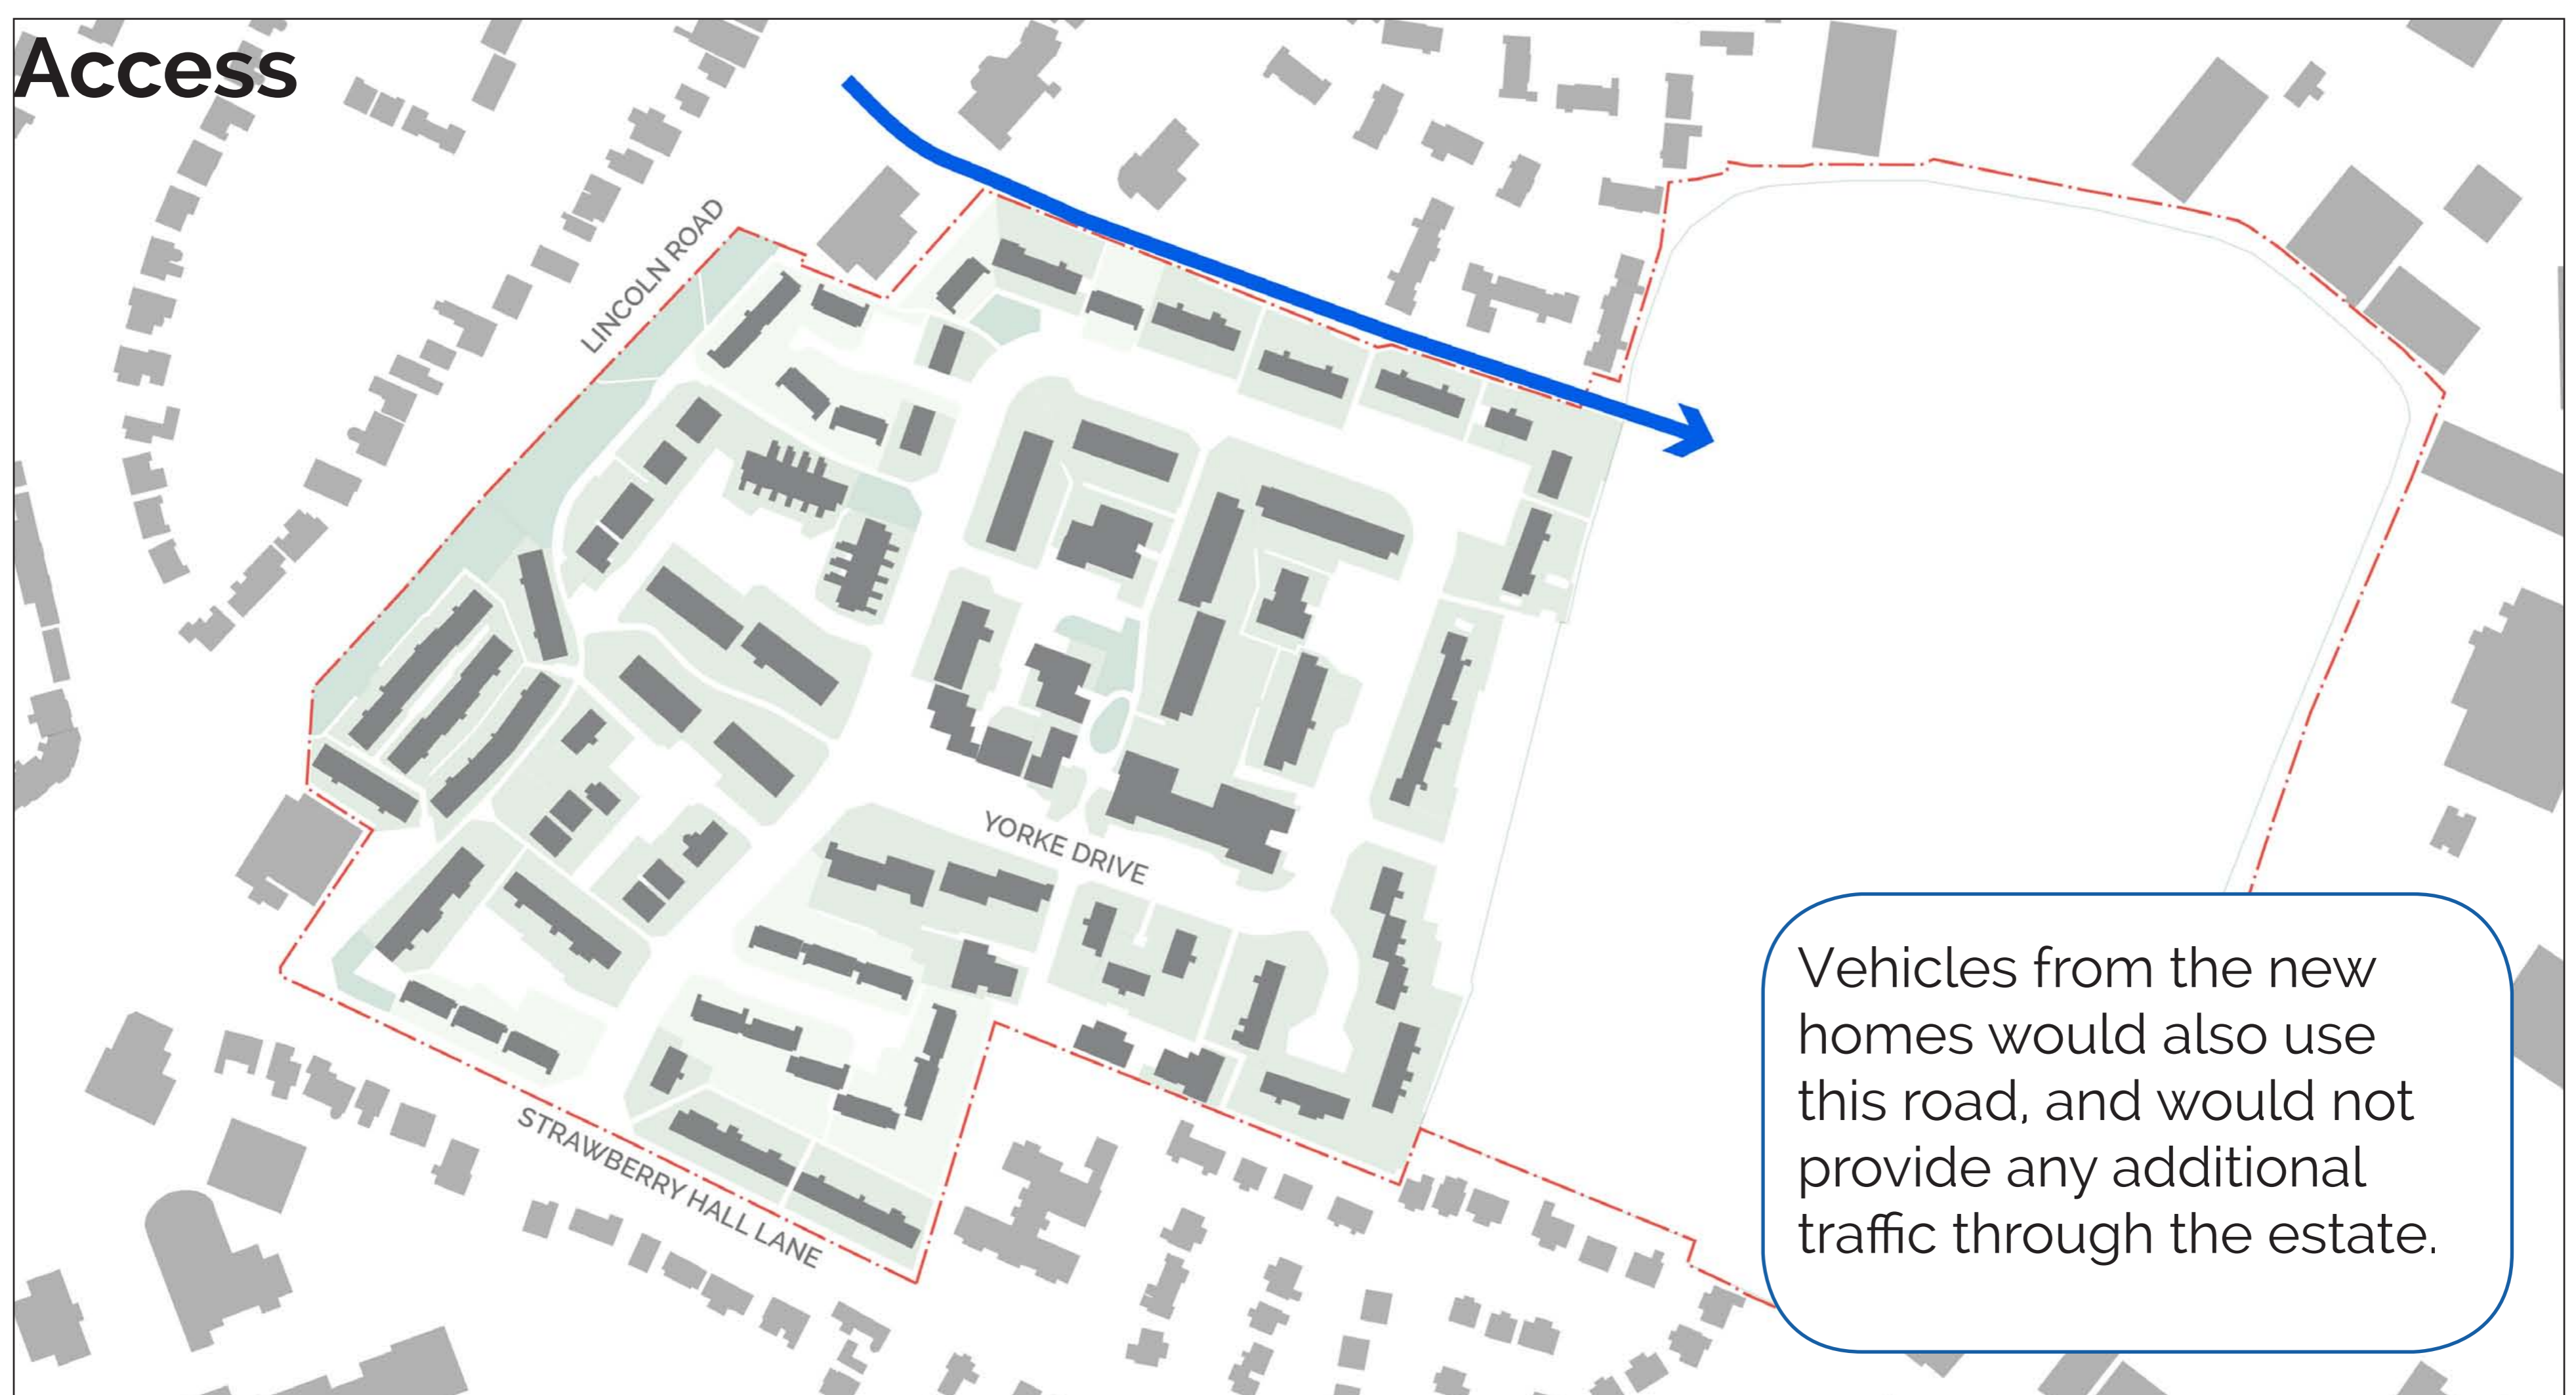 Access
LINCOLN ROAD
YORKE DRIVE
STRAWBERRY HALL LANE
Vehicles from the new
homes would also use
this road, and would not
provide any additional
traffic through the estate.